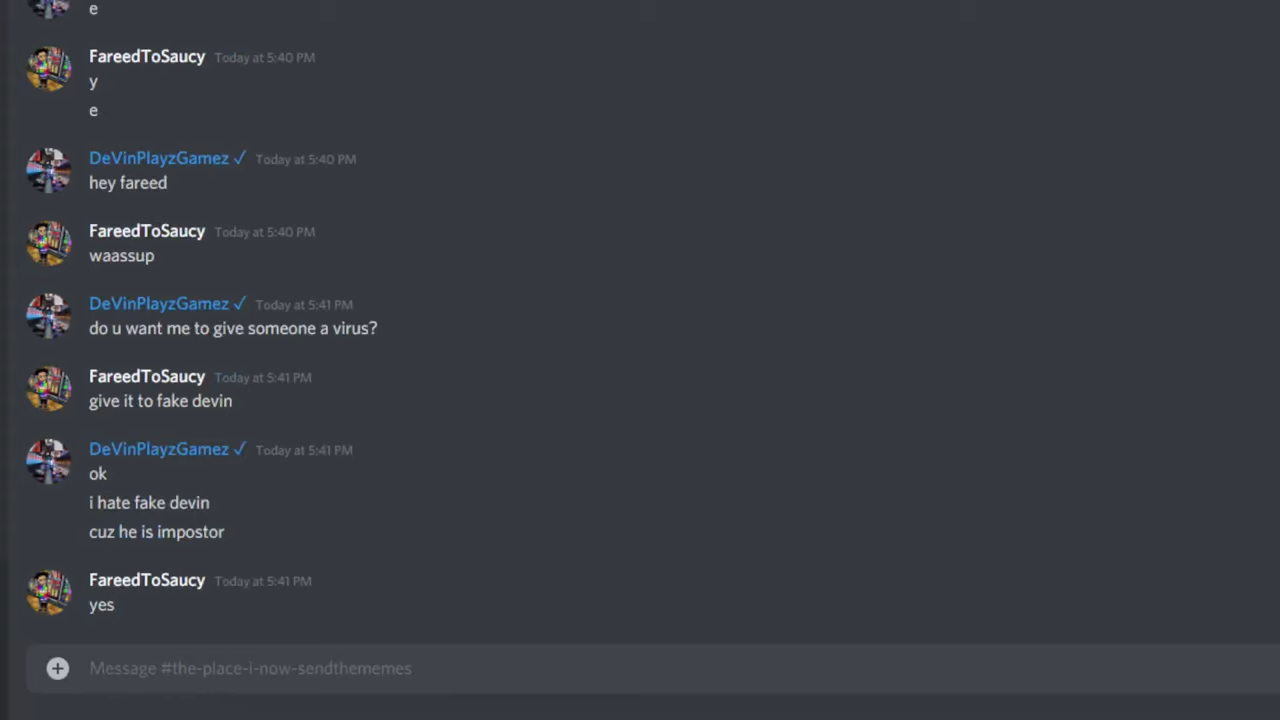 e
FareedToSaucy Today at 5:40 PM
y
e
DeVinPlayzGamez ✓ Today at 5:40 PM
hey fareed
FareedToSaucy Today at 5:40 PM
waassup
DeVinPlayzGamez ✓ Today at 5:41 PM
do u want me to give someone a virus?
FareedToSaucy Today at 5:41 PM
give it to fake devin
DeVinPlayzGamez ✓ Today at 5:41 PM
ok
i hate fake devin
cuz he is impostor
FareedToSaucy Today at 5:41 PM
yes
Message #the-place-i-now-sendthememes